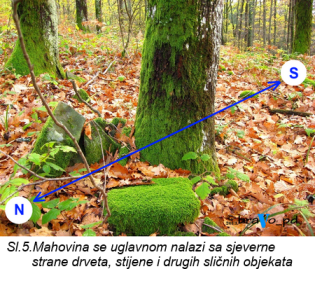 S
N
Sl.5.Mahovina se uglavnom nalazi sa sjeverne
strane drveta, stijene i drugih sličnih objekata